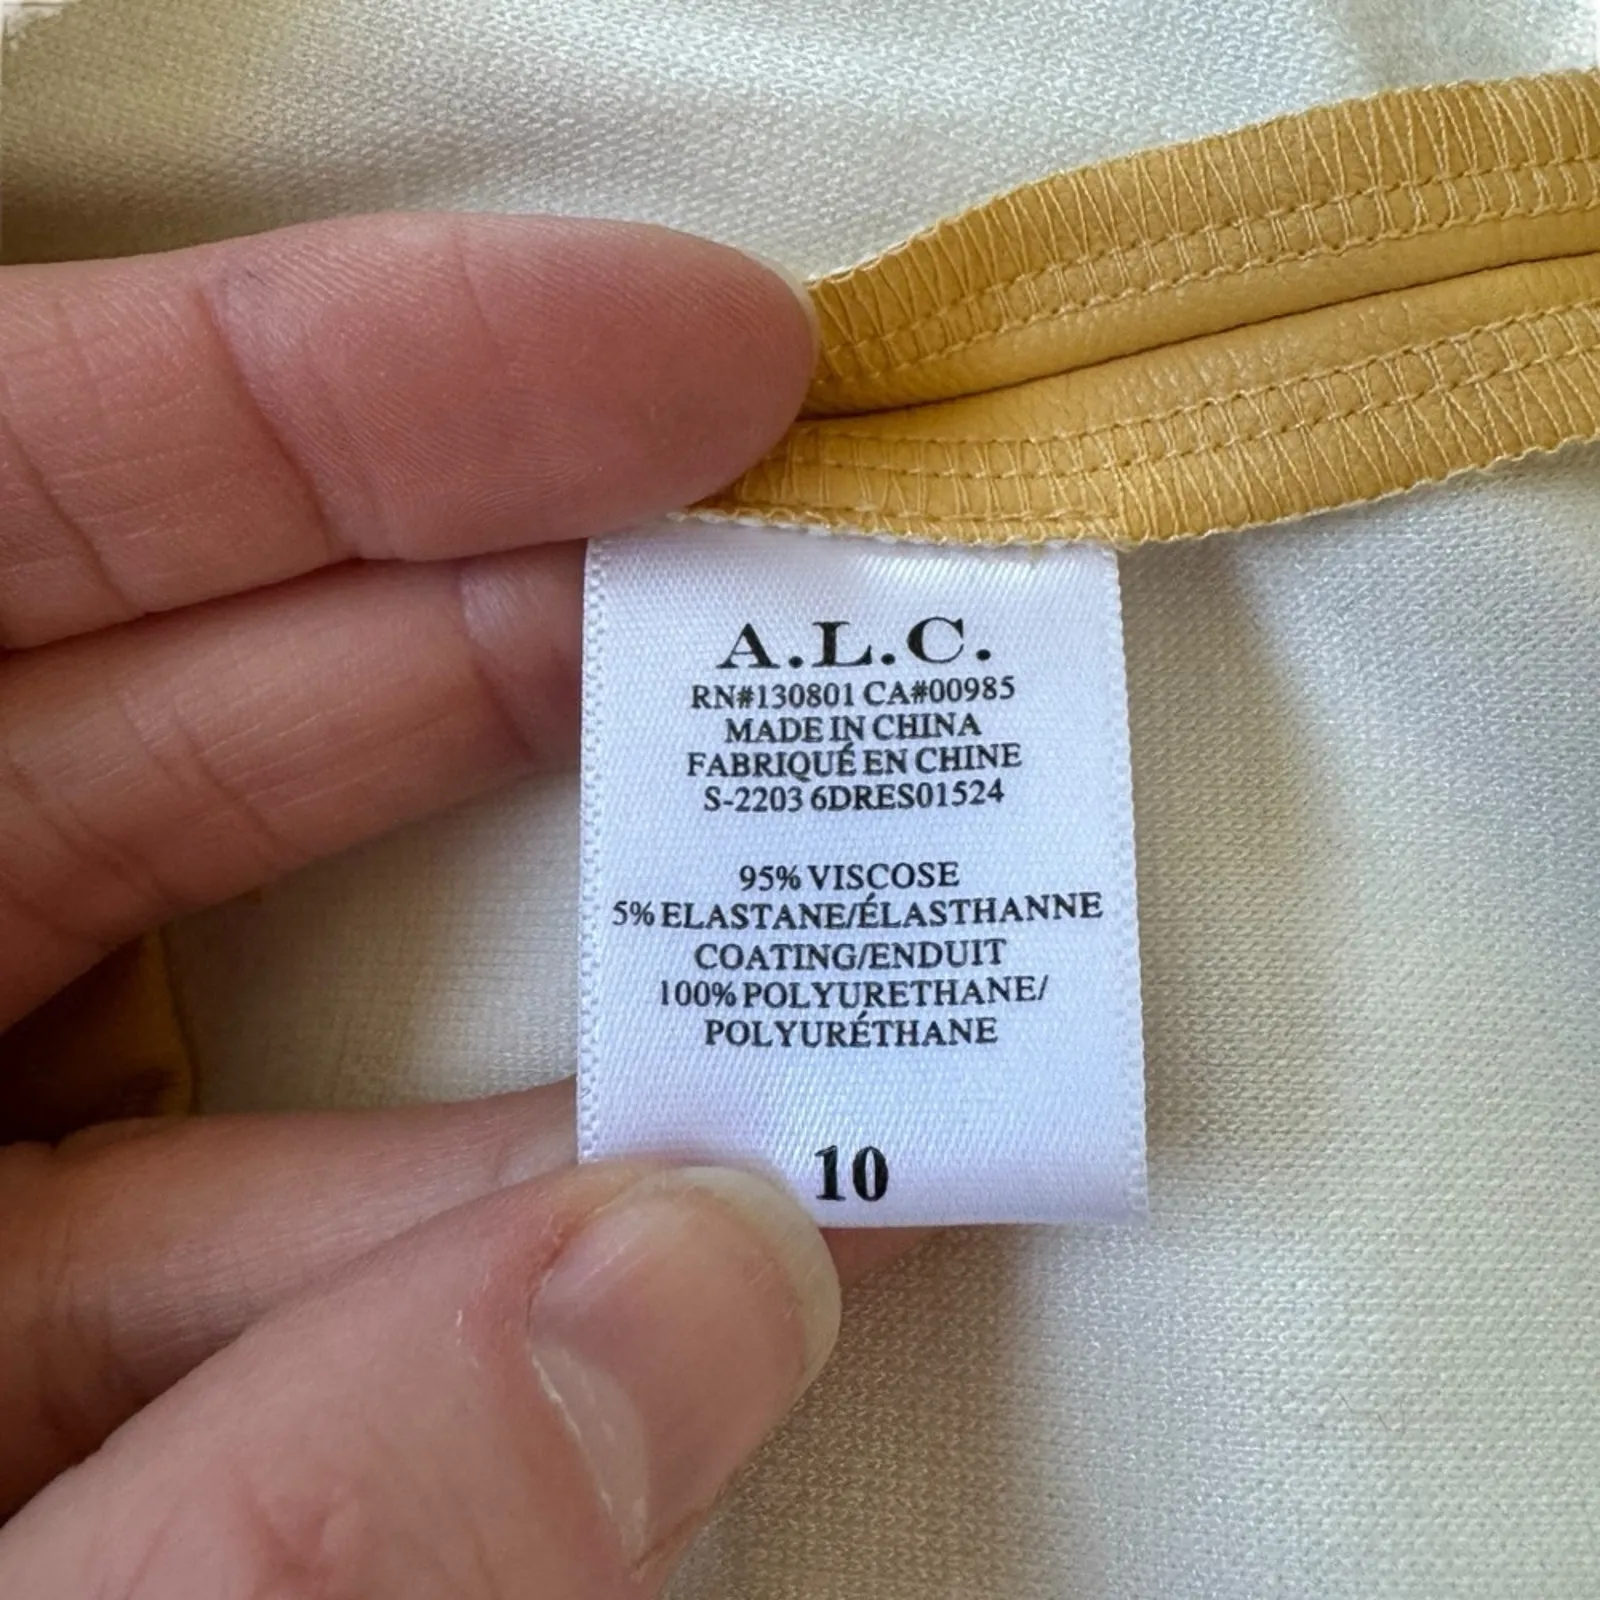 A.L.C.
RN#130801 CA#00985
MADE IN CHINA
FABRIQUÉ EN CHINE
S-2203 6DRES01524
95% VISCOSE
5% ELASTANE/ÉLASTHANNE
COATING/ENDUIT
100% POLYURETHANE/
POLYURÉTHANE
10